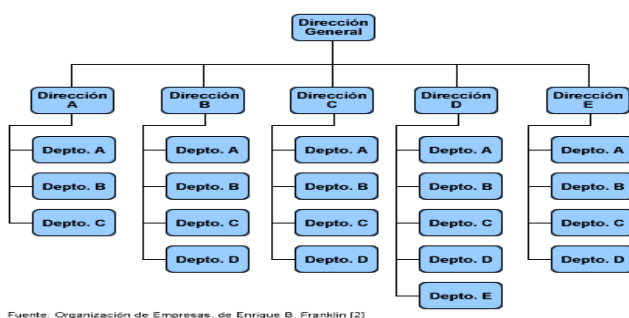 Dirección
General
Dirección
A
Dirección
B
Dirección
C
Dirección
D
Dirección
E
Depto. A
Depto. B
Depto. C
Depto. A
Depto. B
Depto. C
Depto. D
Depto. A
Depto. B
Depto. C
Depto. D
Depto. A
Depto. B
Depto. C
Depto. D
Depto. E
Depto. A
Depto. B
Depto. C
Depto. D
Fuente: Organización de Empresas, de Enrique B. Franklin [2]